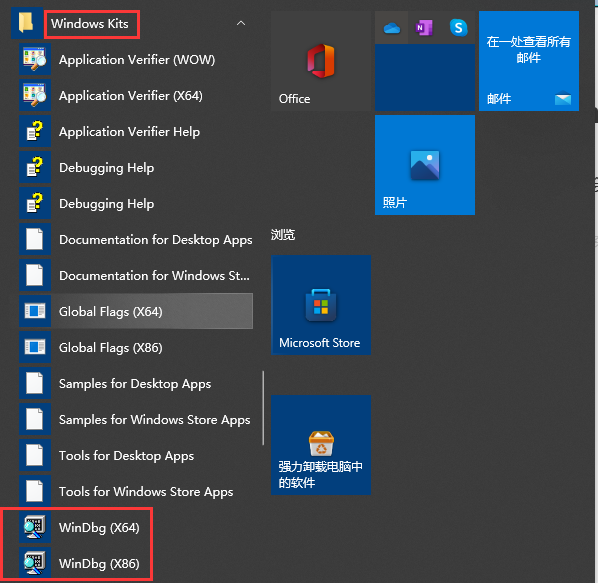 Windows Kits
Application Verifier (WOW)
Application Verifier (X64)
Application Verifier Help
Debugging Help
Debugging Help
Documentation for Desktop Apps
Documentation for Windows St...
Global Flags (X64)
Global Flags (X86)
Samples for Desktop Apps
Samples for Windows Store Apps
Tools for Desktop Apps
Tools for Windows Store Apps
WinDbg (X64)
WinDbg (X86)
Office
在一处查看所有
邮件
邮件
照片
浏览
Microsoft Store
强力卸载电脑中
的软件